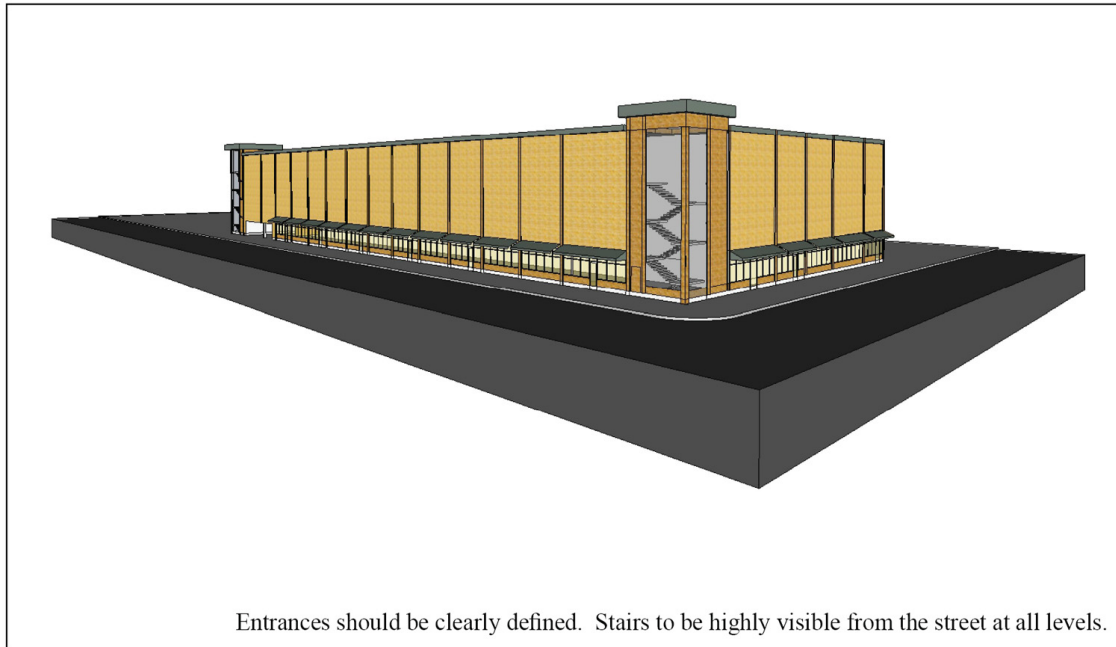 Entrances should be clearly defined.  Stairs to be highly visible from the street at all levels.